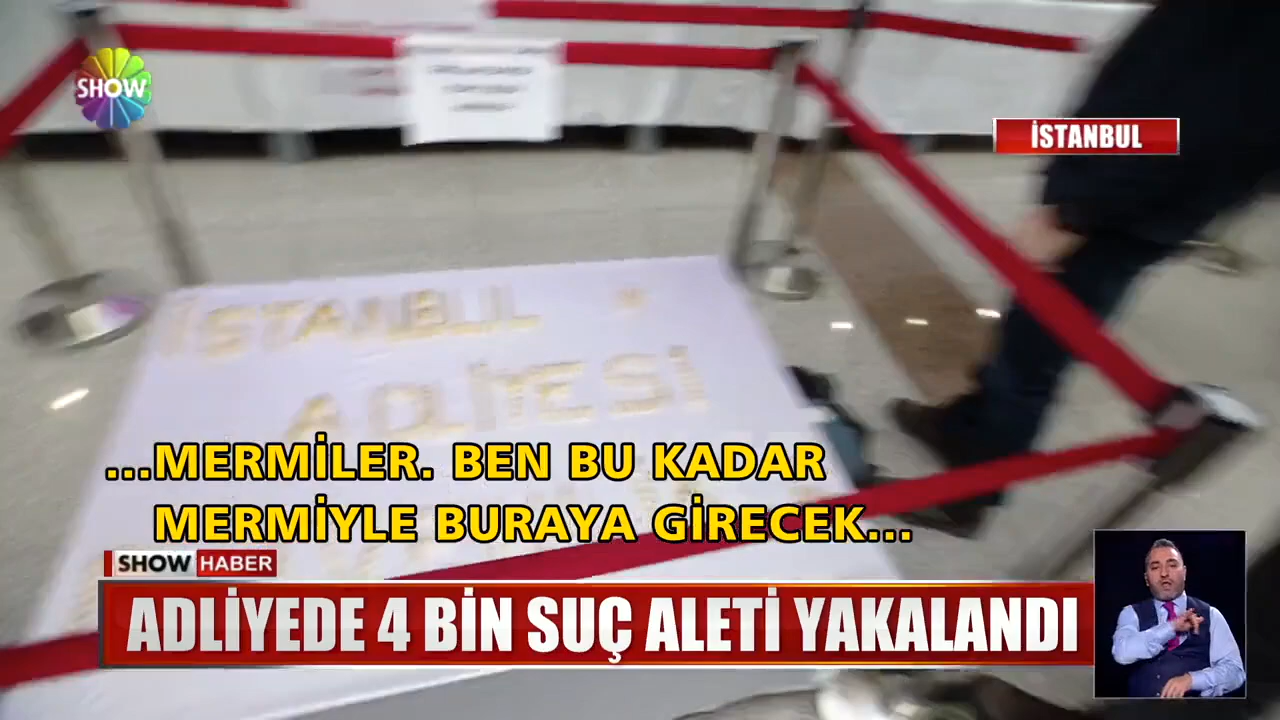 SHOW
İSTANBUL
İSTANBUL
ADLİYESİ
...MERMİLER. BEN BU KADAR
MERMİYLE BURAYA GİRECEK...
SHOW HABER
ADLİYEDE 4 BİN SUÇ ALETİ YAKALANDI